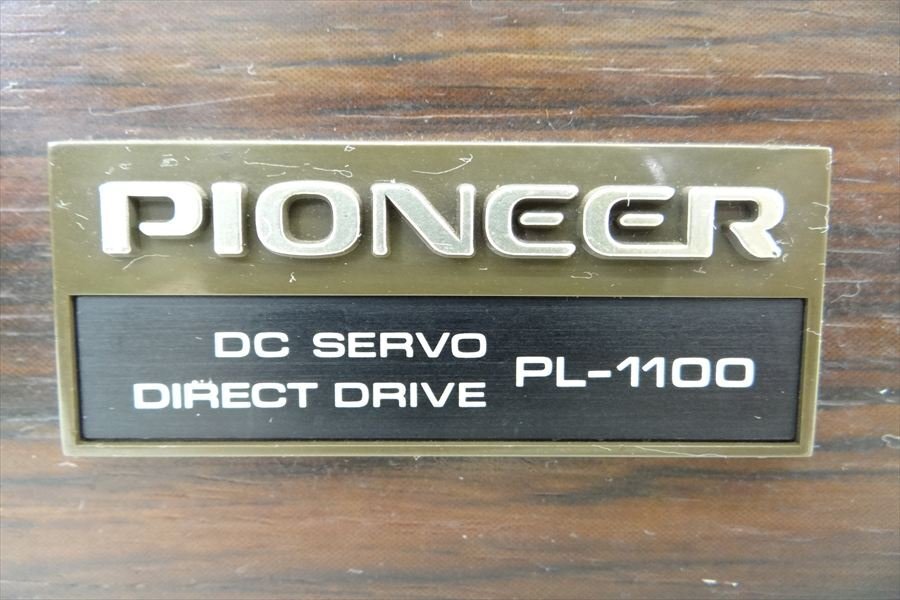 PIONEER
DC SERVO
DIRECT DRIVE
PL-1100